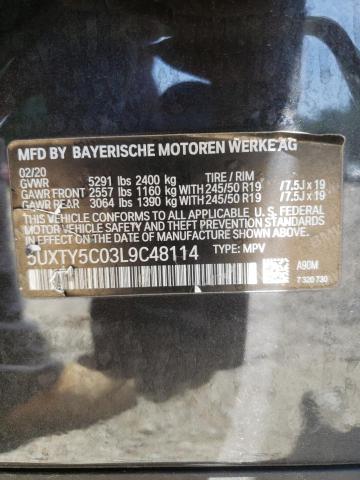 MFD BY BAYERISCHE MOTOREN WERKE AG
02/20 TIRE / RIM
GVWR 5291 lbs 2400 kg
GAWR FRONT 2557 lbs 1160 kg WITH 245/50 R19 / 7.5J x 19
GAWR REAR 3064 lbs 1390 kg WITH 245/50 R19 / 7.5J x 19
THIS VEHICLE CONFORMS TO ALL APPLICABLE U. S. FEDERAL
MOTOR VEHICLE SAFETY AND THEFT PREVENTION STANDARDS
IN EFFECT ON THE DATE OF MANUFACTURE SHOWN ABOVE.
5UXTY5C03L9C48114 TYPE: MPV
A90M
7 320 730